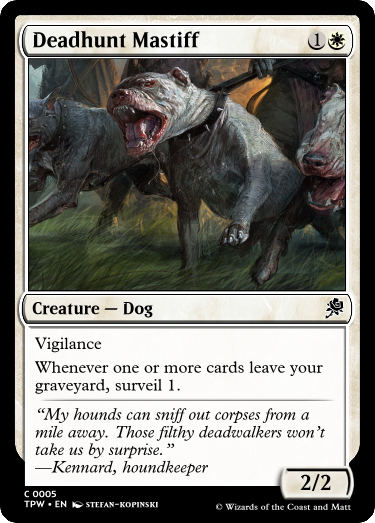 Deadhunt Mastiff 1
Creature — Dog
Vigilance
Whenever one or more cards leave your
graveyard, surveil 1.
“My hounds can sniff out corpses from a
mile away. Those filthy deadwalkers won’t
take us by surprise.”
—Kennard, houndkeeper
2/2
C 0005
TPW • EN STEFAN-KOPINSKI
© Wizards of the Coast and Matt